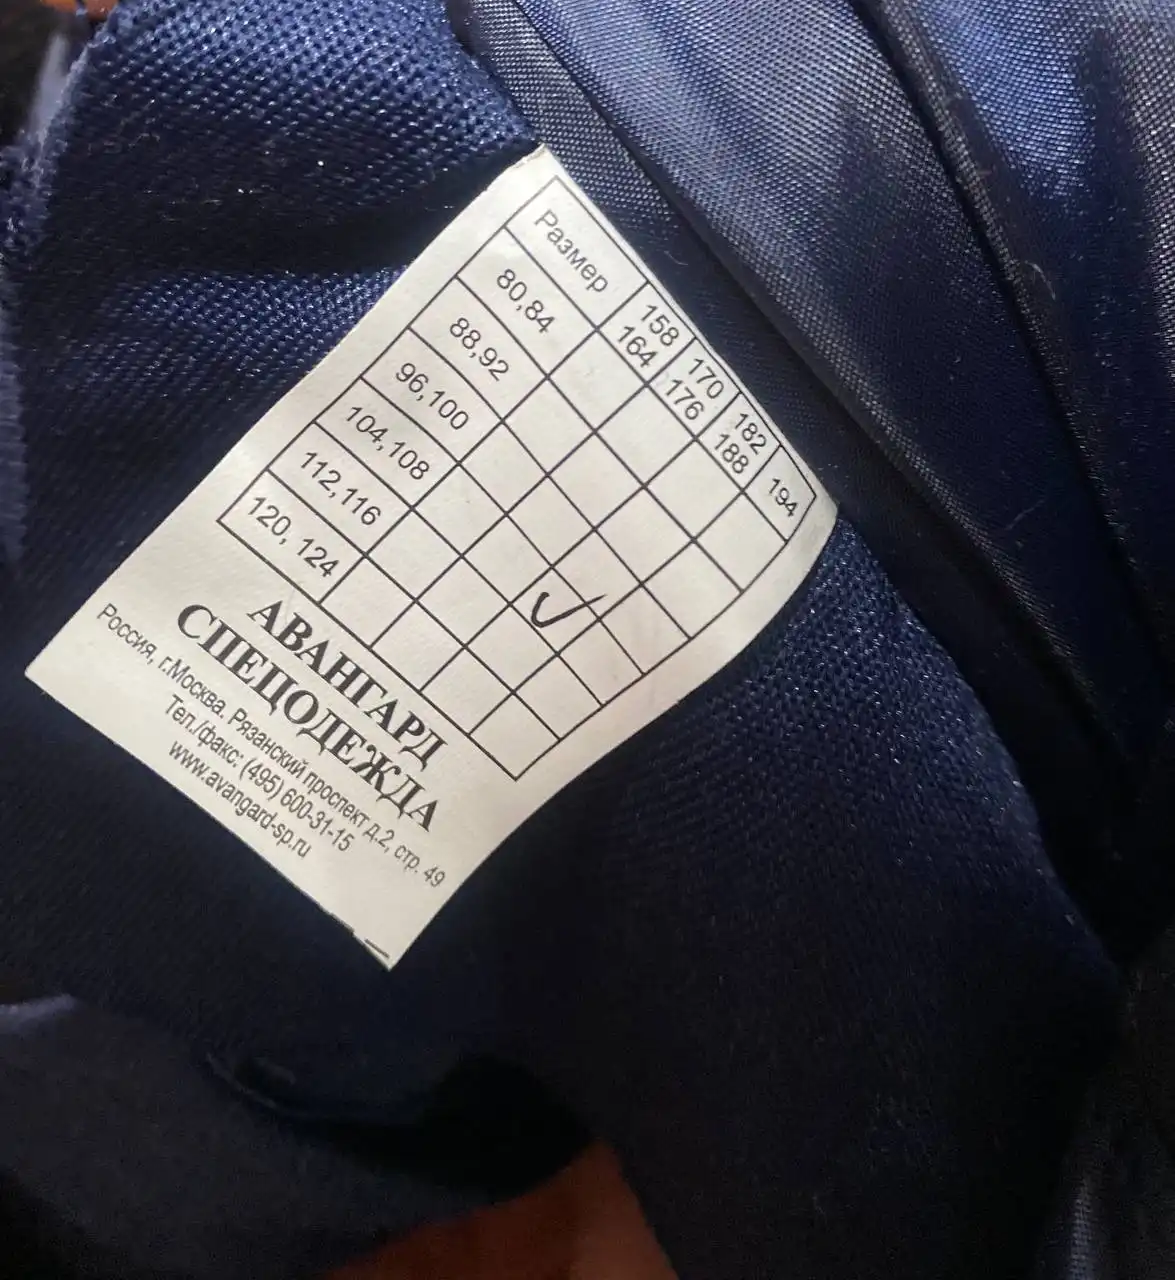 Размер 158 170 182 194
164 176 188
80,84
88,92
96,100
104,108
112,116
120, 124
АВАНГАРД
СПЕЦОДЕЖДА
Россия, г.Москва. Рязанский проспект д.2, стр. 49
Тел./факс: (495) 600-31-15
www.avangard-sp.ru